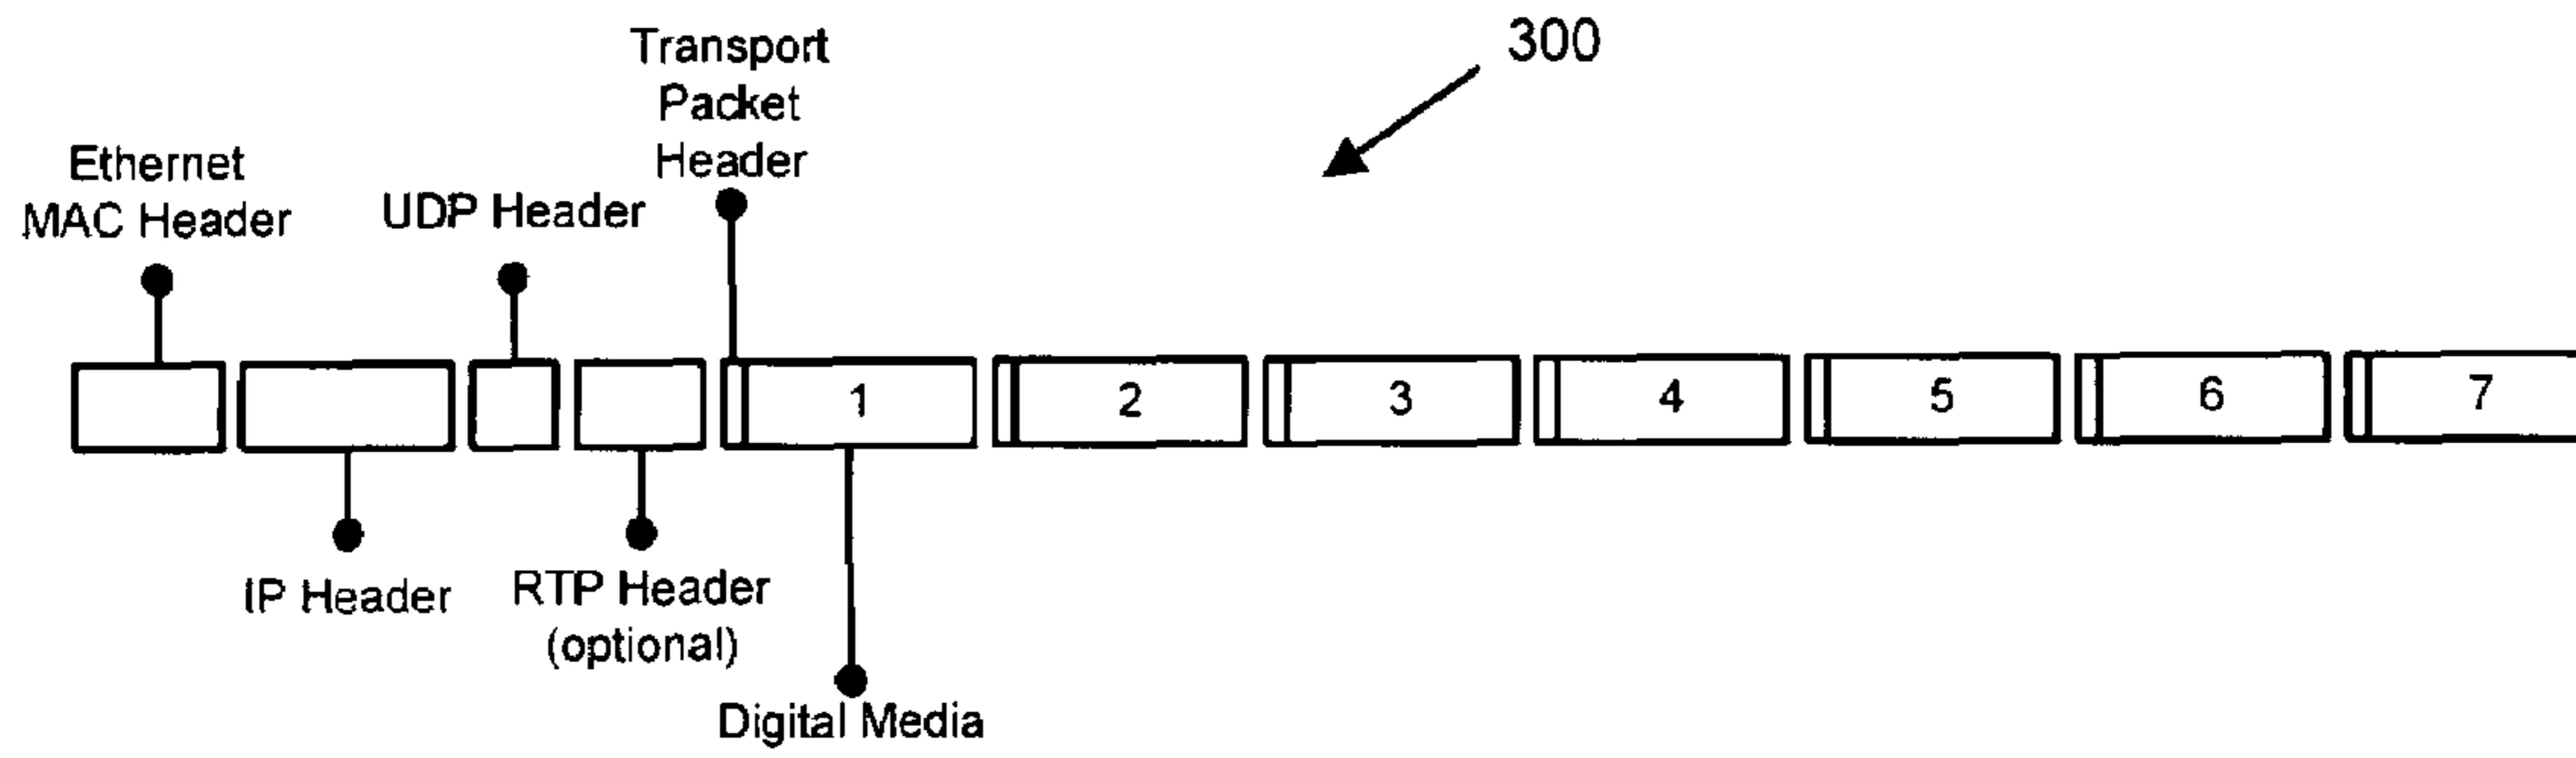 300
Transport
Packet
Header
Ethernet
MAC Header
UDP Header
1
2
3
4
5
6
7
IP Header
RTP Header
(optional)
Digital Media